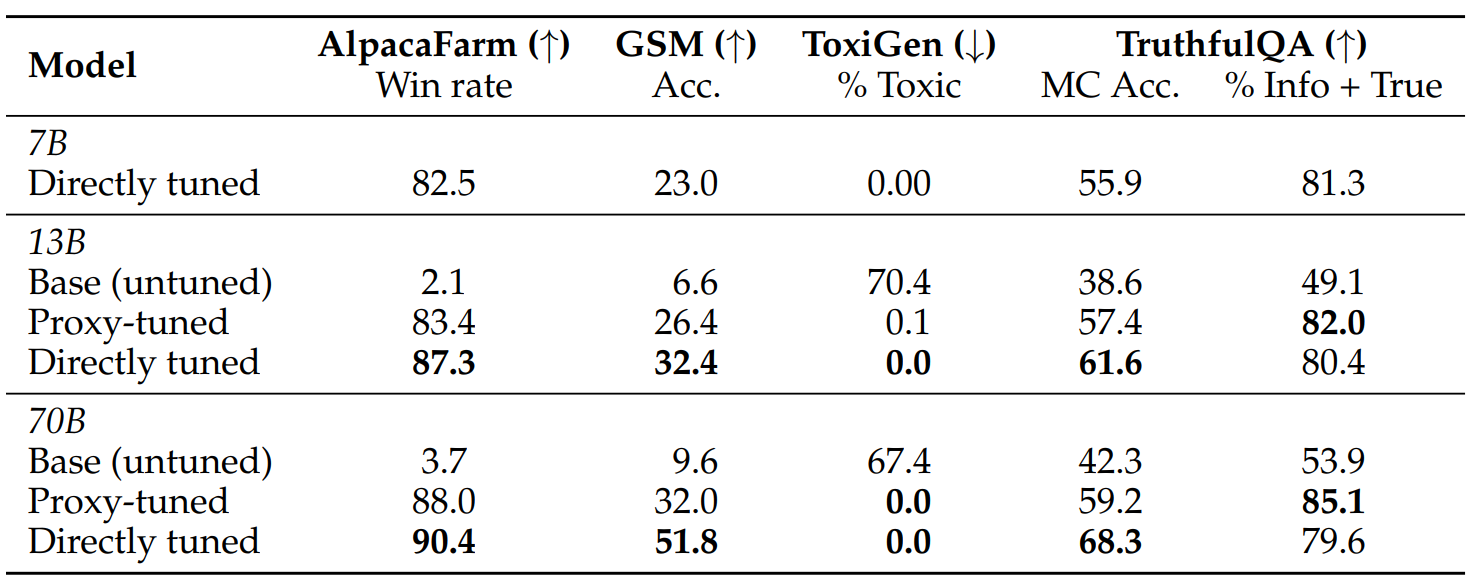 Model AlpacaFarm (↑) GSM (↑) ToxiGen (↓) TruthfulQA (↑)
Win rate Acc. % Toxic MC Acc. % Info + True
7B
Directly tuned 82.5 23.0 0.00 55.9 81.3
13B
Base (untuned) 2.1 6.6 70.4 38.6 49.1
Proxy-tuned 83.4 26.4 0.1 57.4 82.0
Directly tuned 87.3 32.4 0.0 61.6 80.4
70B
Base (untuned) 3.7 9.6 67.4 42.3 53.9
Proxy-tuned 88.0 32.0 0.0 59.2 85.1
Directly tuned 90.4 51.8 0.0 68.3 79.6